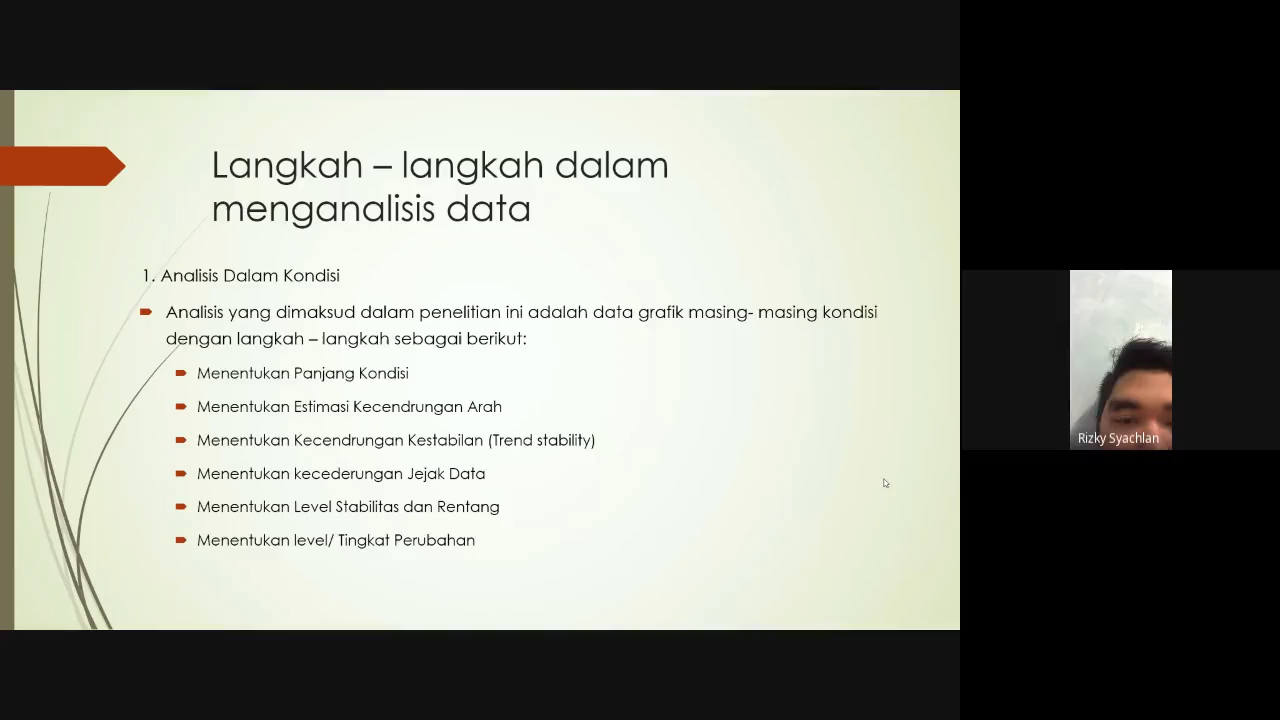 Langkah – langkah dalam
menganalisis data
1. Analisis Dalam Kondisi
Analisis yang dimaksud dalam penelitian ini adalah data grafik masing- masing kondisi
dengan langkah – langkah sebagai berikut:
Menentukan Panjang Kondisi
Menentukan Estimasi Kecendrungan Arah
Menentukan Kecendrungan Kestabilan (Trend stability)
Menentukan kecederungan Jejak Data
Menentukan Level Stabilitas dan Rentang
Menentukan level/ Tingkat Perubahan
Rizky Syachlan